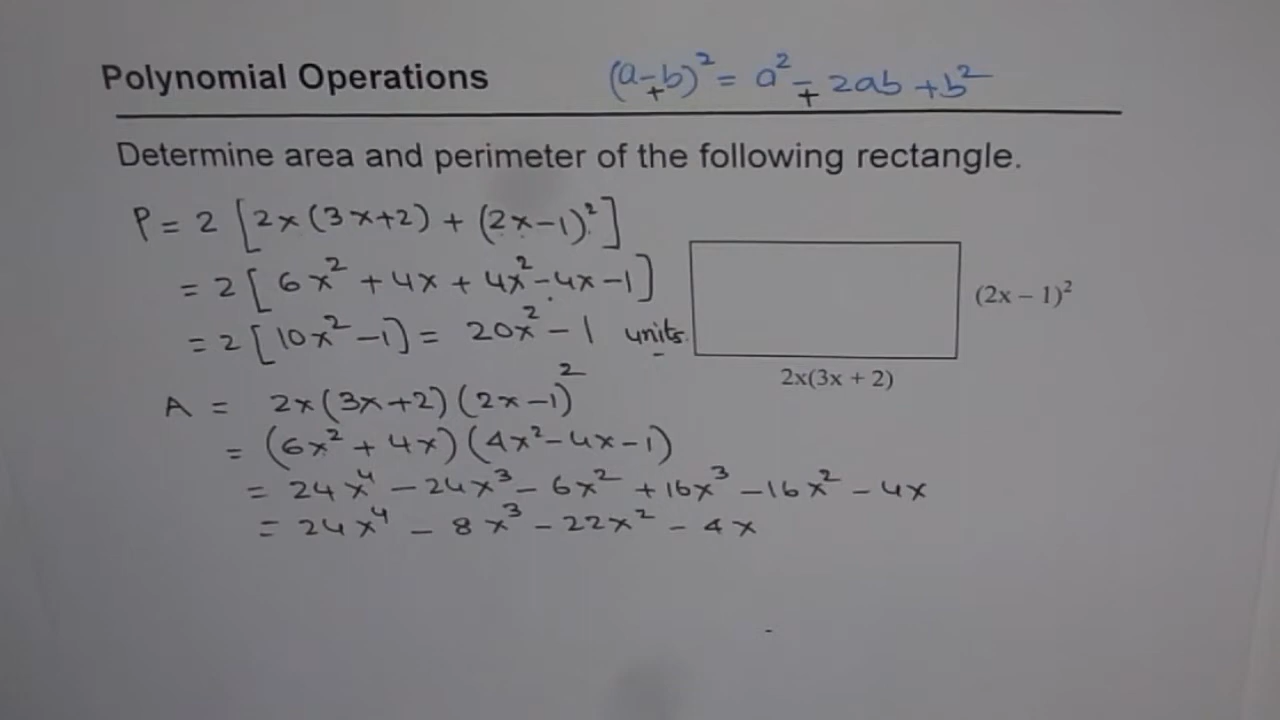 Polynomial Operations (a-b)² = a² - 2ab + b²
+ +
Determine area and perimeter of the following rectangle.
P = 2 [2x(3x+2) + (2x-1)²]
= 2 [6x² + 4x + 4x² - 4x - 1]
(2x – 1)²
= 2 [10x² - 1] = 20x² - 1 units.
2x(3x + 2)
A = 2x(3x+2)(2x-1)²
= (6x² + 4x)(4x² - 4x - 1)
= 24x⁴ - 24x³ - 6x² + 16x³ - 16x² - 4x
= 24x⁴ - 8x³ - 22x² - 4x